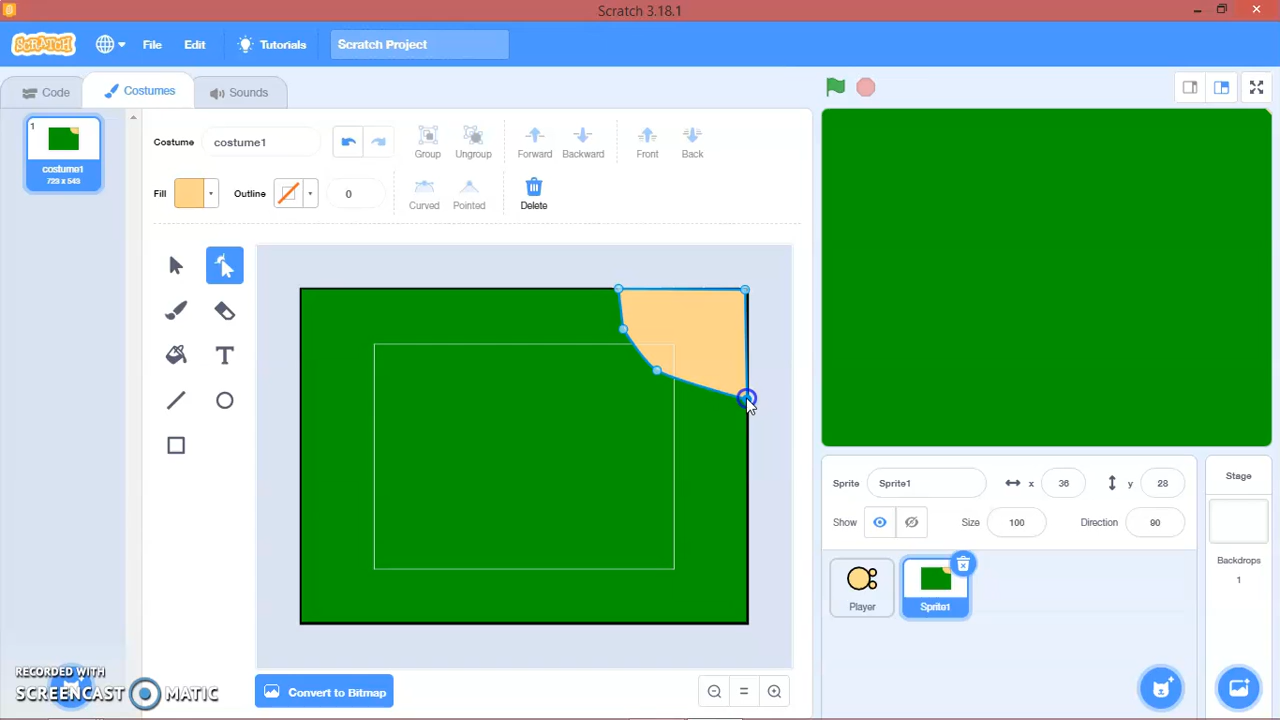 Scratch 3.18.1
SCRATCH File Edit Tutorials Scratch Project
Code Costumes Sounds
1
costume1
723 x 543
Costume costume1
Group Ungroup Forward Backward Front Back
Fill Outline 0
Curved Pointed Delete
T
Convert to Bitmap
Sprite Sprite1 x 36 y 28
Show Size 100 Direction 90
Player Sprite1
Stage
Backdrops
1
RECORDED WITH
SCREENCAST MATIC